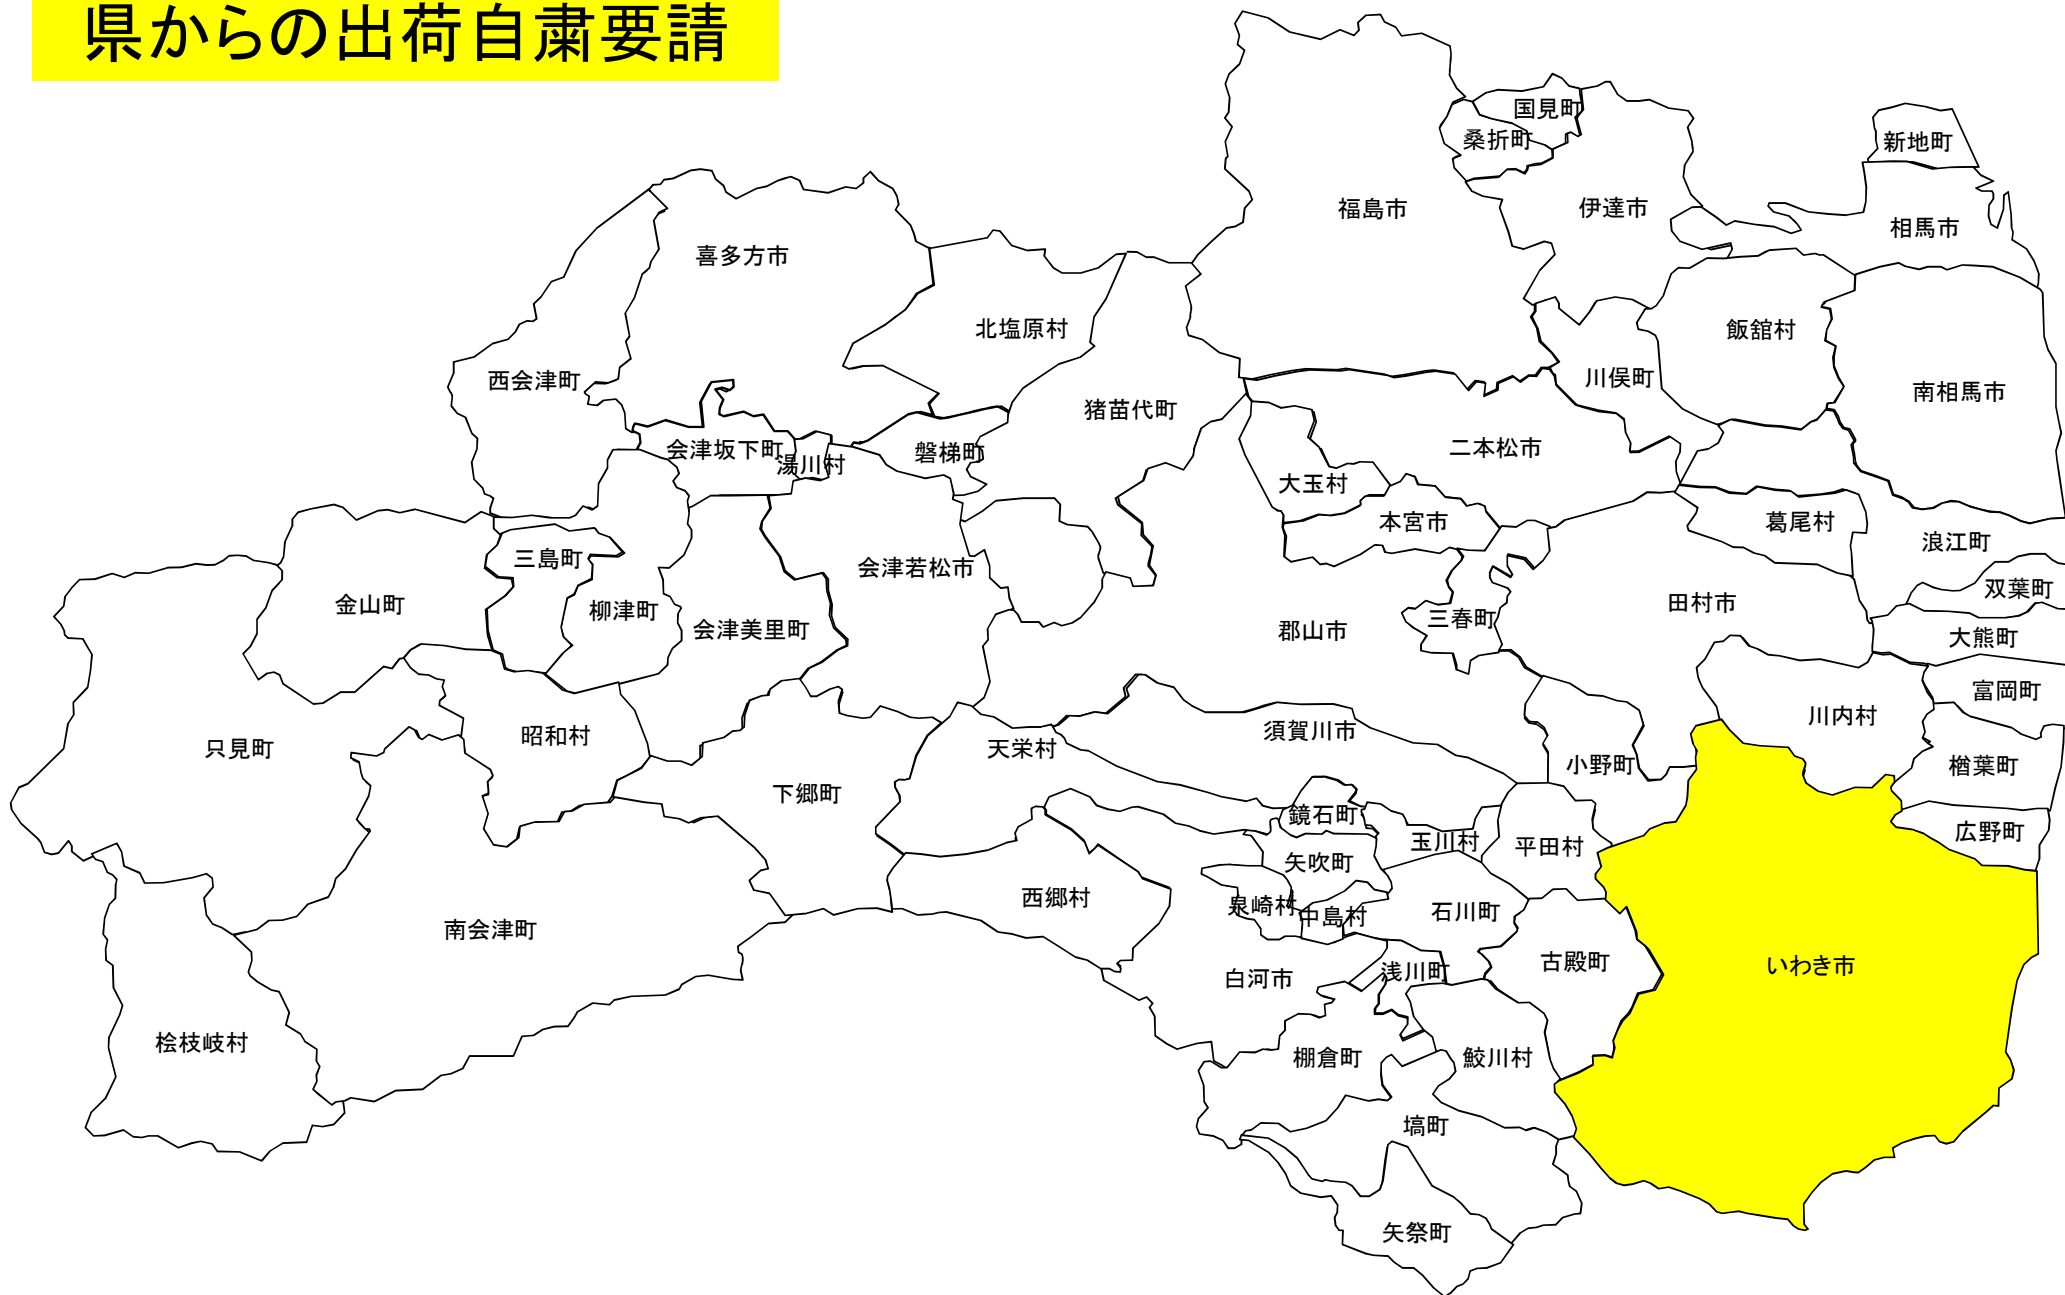 県からの出荷自粛要請
国見町
桑折町
新地町
福島市
伊達市
相馬市
喜多方市
北塩原村
飯舘村
西会津町
川俣町
南相馬市
猪苗代町
会津坂下町
湯川村
磐梯町
二本松市
大玉村
本宮市
葛尾村
浪江町
三島町
会津若松市
双葉町
金山町
柳津町
会津美里町
郡山市
三春町
田村市
大熊町
富岡町
只見町
昭和村
天栄村
須賀川市
川内村
下郷町
小野町
楢葉町
鏡石町
玉川村
平田村
広野町
矢吹町
西郷村
泉崎村
中島村
石川町
南会津町
白河市
浅川町
古殿町
いわき市
桧枝岐村
棚倉町
鮫川村
塙町
矢祭町